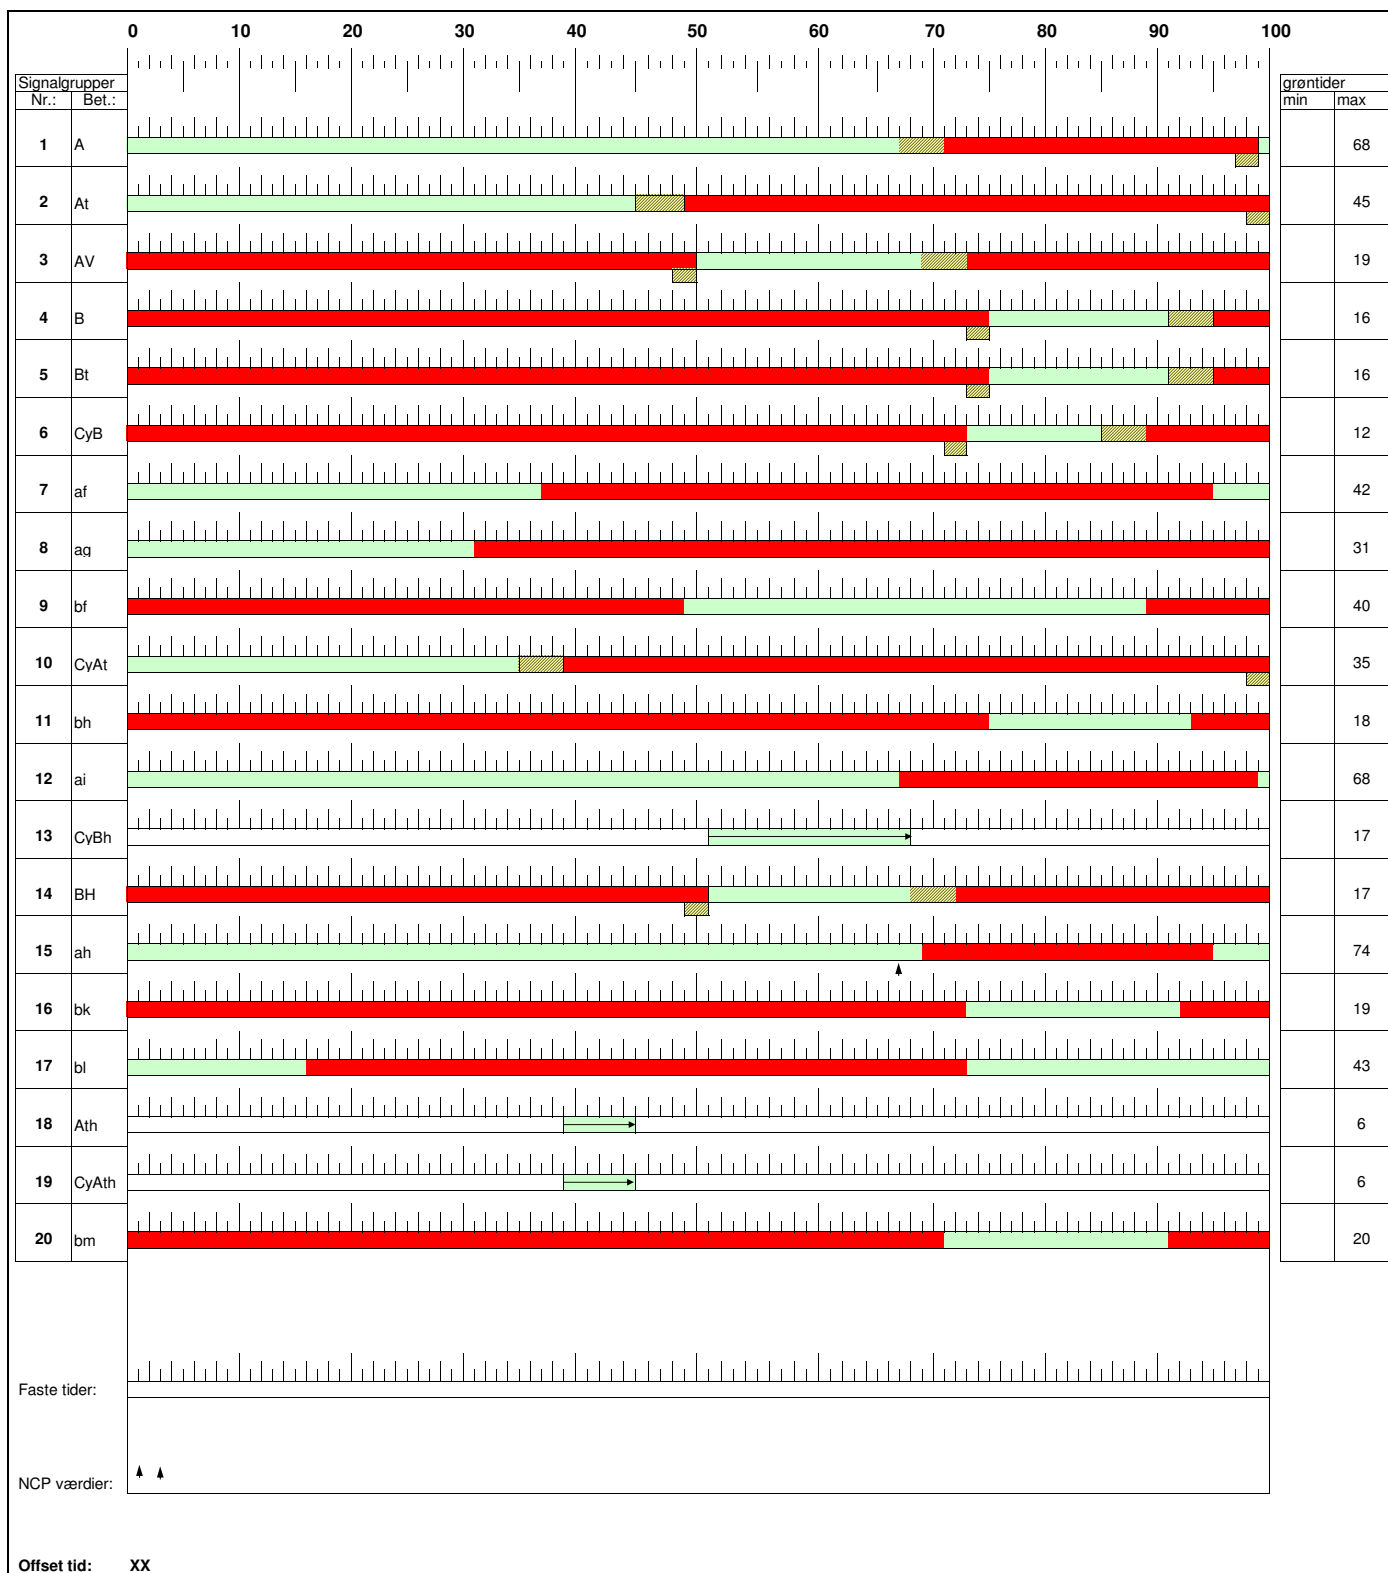 0 10 20 30 40 50 60 70 80 90 100
Signalgrupper grøntider
Nr.: Bet.: min max
1 A 68
2 At 45
3 AV 19
4 B 16
5 Bt 16
6 CyB 12
7 af 42
8 ag 31
9 bf 40
10 CyAt 35
11 bh 18
12 ai 68
13 CyBh 17
14 BH 17
15 ah 74
16 bk 19
17 bl 43
18 Ath 6
19 CyAth 6
20 bm 20
Faste tider:
NCP værdier:
Offset tid: XX